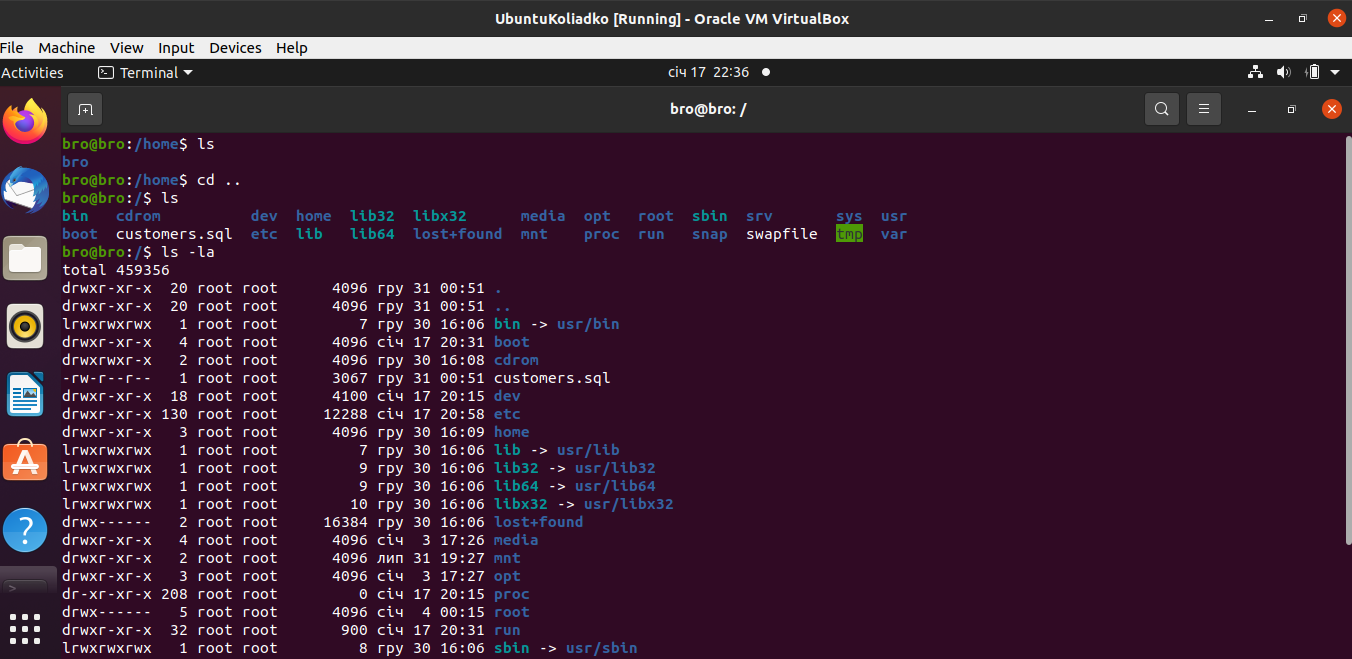 UbuntuKoliadko [Running] - Oracle VM VirtualBox
File Machine View Input Devices Help
Activities Terminal січ 17 22:36
bro@bro: /
bro@bro:/home$ ls
bro
bro@bro:/home$ cd ..
bro@bro:/$ ls
bin cdrom dev home lib32 libx32 media opt root sbin srv sys usr
boot customers.sql etc lib lib64 lost+found mnt proc run snap swapfile tmp var
bro@bro:/$ ls -la
total 459356
drwxr-xr-x 20 root root 4096 гру 31 00:51 .
drwxr-xr-x 20 root root 4096 гру 31 00:51 ..
lrwxrwxrwx 1 root root 7 гру 30 16:06 bin -> usr/bin
drwxr-xr-x 4 root root 4096 січ 17 20:31 boot
drwxrwxr-x 2 root root 4096 гру 30 16:08 cdrom
-rw-r--r-- 1 root root 3067 гру 31 00:51 customers.sql
drwxr-xr-x 18 root root 4100 січ 17 20:15 dev
drwxr-xr-x 130 root root 12288 січ 17 20:58 etc
drwxr-xr-x 3 root root 4096 гру 30 16:09 home
lrwxrwxrwx 1 root root 7 гру 30 16:06 lib -> usr/lib
lrwxrwxrwx 1 root root 9 гру 30 16:06 lib32 -> usr/lib32
lrwxrwxrwx 1 root root 9 гру 30 16:06 lib64 -> usr/lib64
lrwxrwxrwx 1 root root 10 гру 30 16:06 libx32 -> usr/libx32
drwx------ 2 root root 16384 гру 30 16:06 lost+found
drwxr-xr-x 4 root root 4096 січ 3 17:26 media
drwxr-xr-x 2 root root 4096 лип 31 19:27 mnt
drwxr-xr-x 3 root root 4096 січ 3 17:27 opt
dr-xr-xr-x 208 root root 0 січ 17 20:15 proc
drwx------ 5 root root 4096 січ 4 00:15 root
drwxr-xr-x 32 root root 900 січ 17 20:31 run
lrwxrwxrwx 1 root root 8 гру 30 16:06 sbin -> usr/sbin